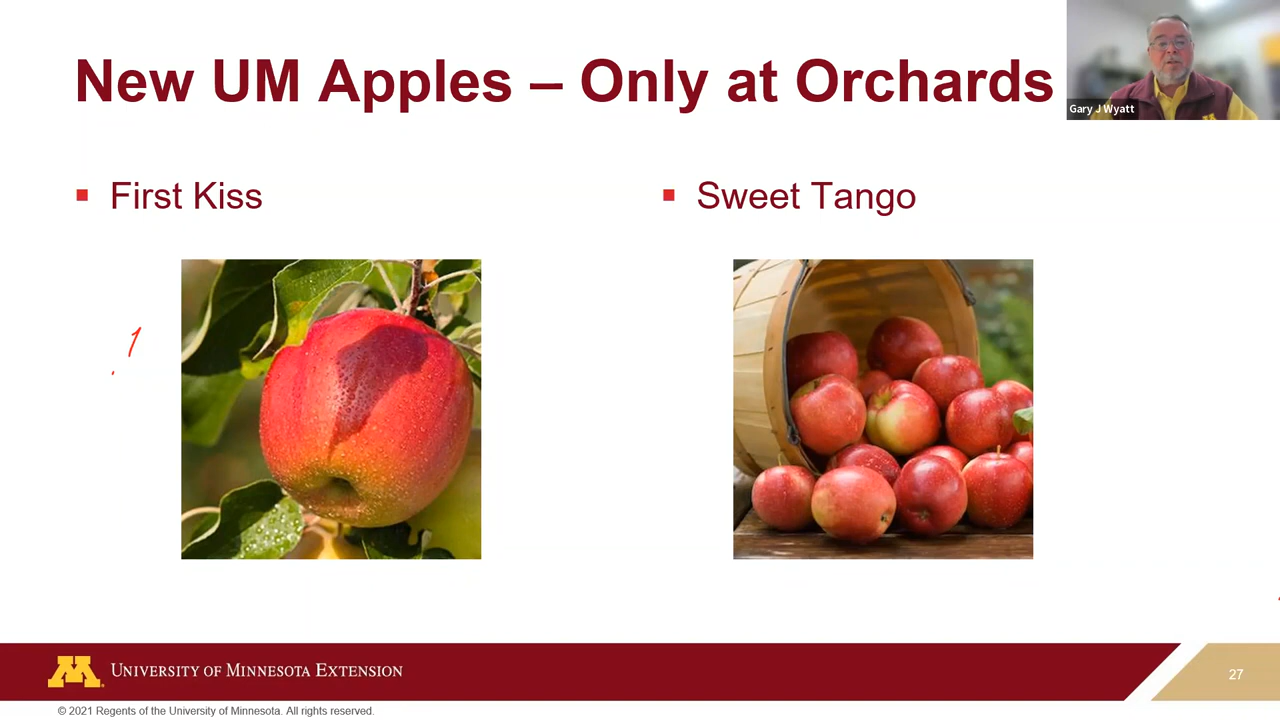 New UM Apples – Only at Orchards
Gary J Wyatt
▪ First Kiss
▪ Sweet Tango
1
University of Minnesota Extension
27
© 2021 Regents of the University of Minnesota. All rights reserved.